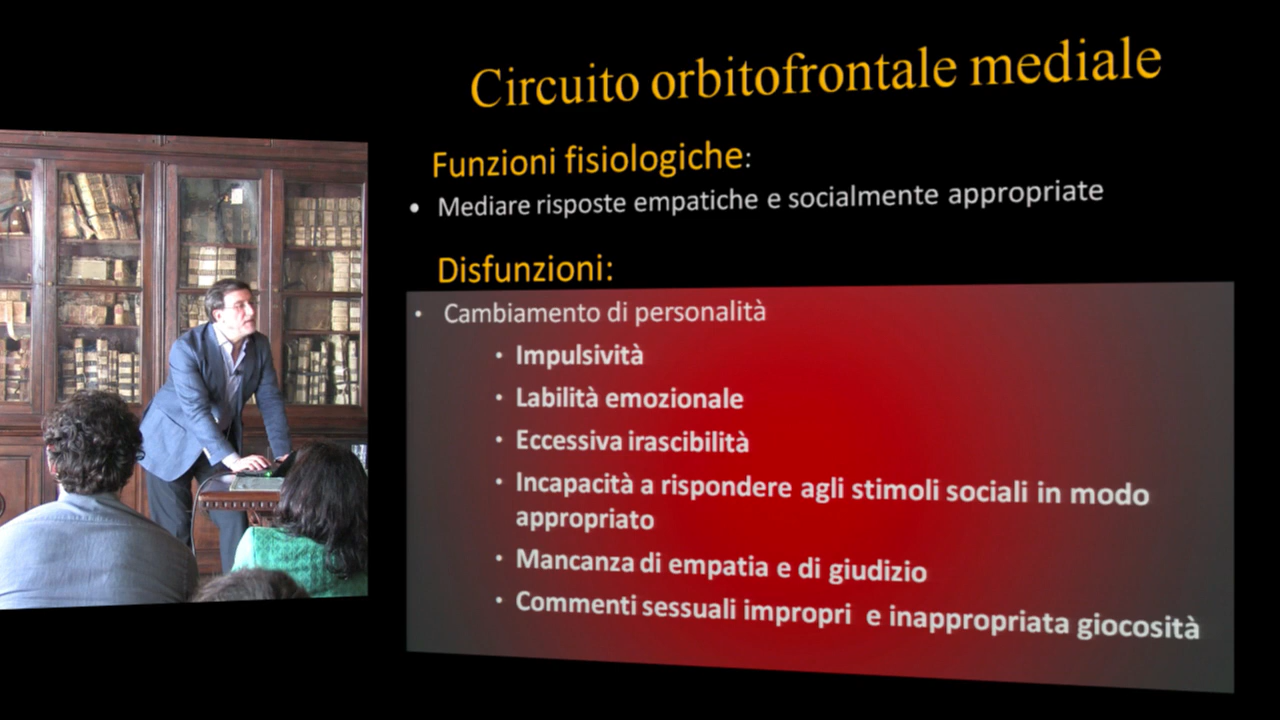 Circuito orbitofrontale mediale
Funzioni fisiologiche:
• Mediare risposte empatiche e socialmente appropriate
Disfunzioni:
• Cambiamento di personalità
• Impulsività
• Labilità emozionale
• Eccessiva irascibilità
• Incapacità a rispondere agli stimoli sociali in modo
appropriato
• Mancanza di empatia e di giudizio
• Commenti sessuali impropri e inappropriata giocosità